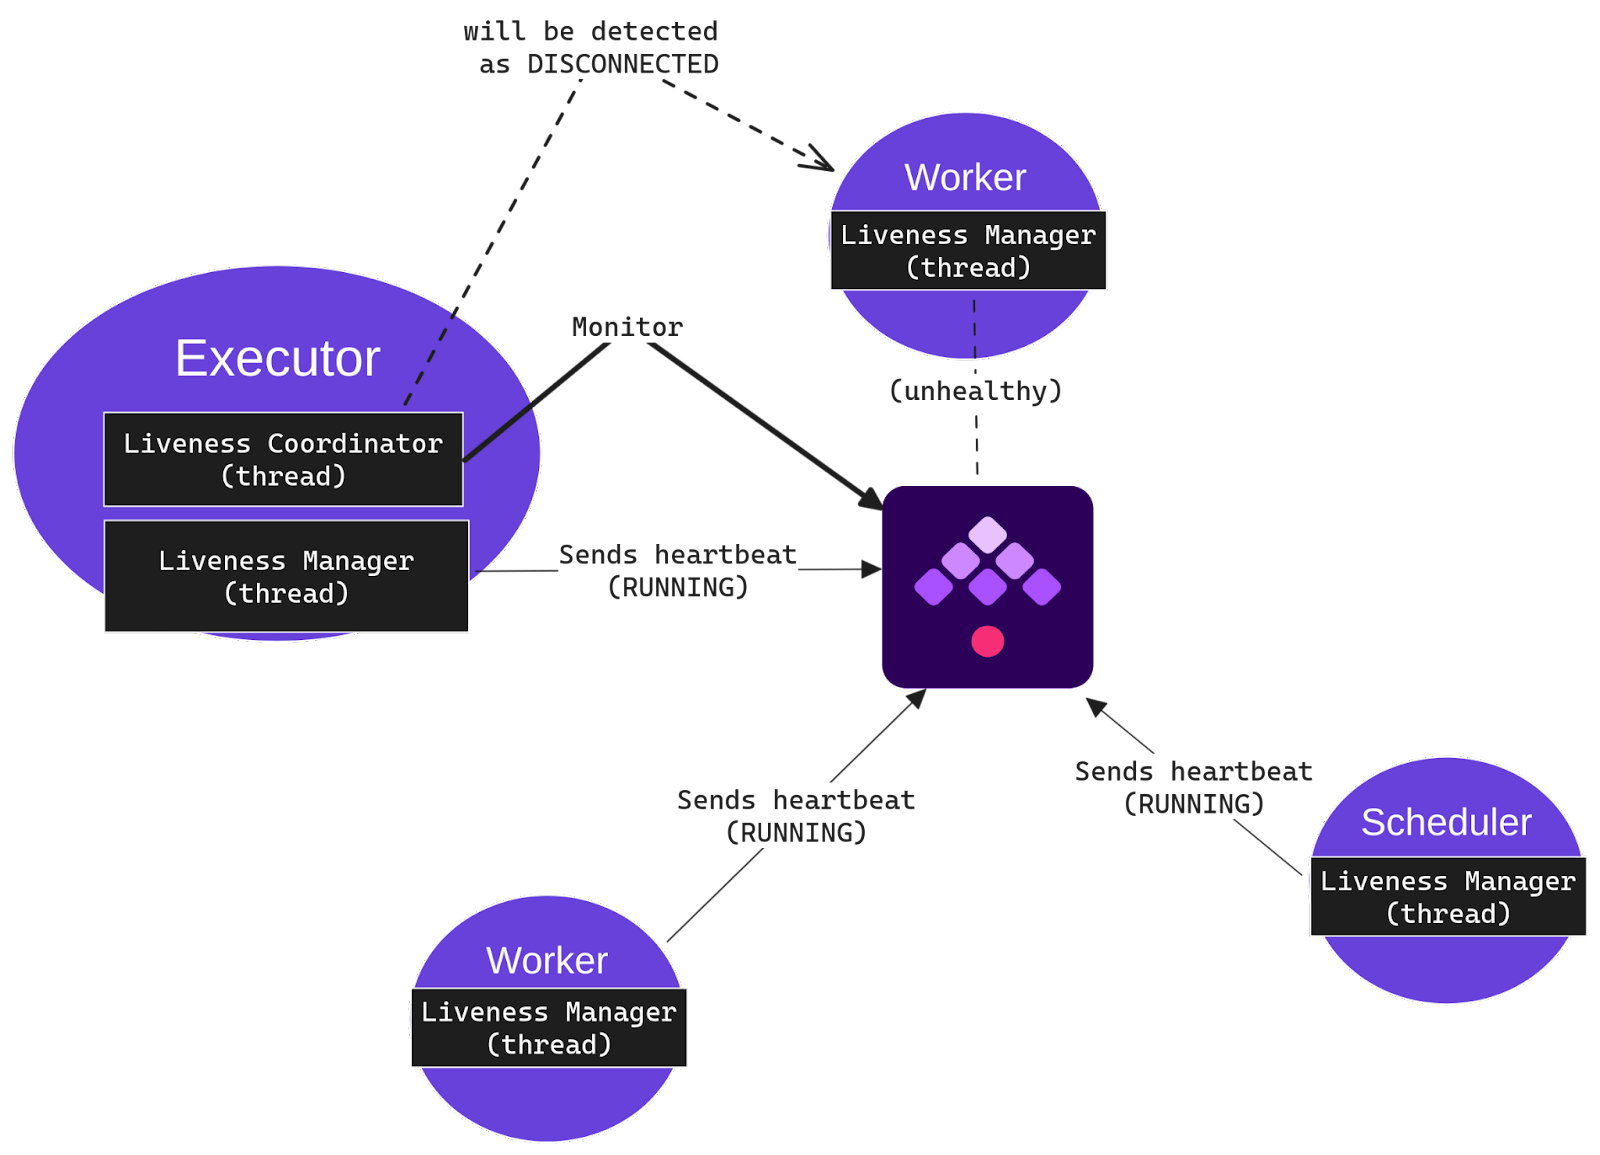 will be detected
as DISCONNECTED
Worker
Liveness Manager
(thread)
Monitor
Executor
(unhealthy)
Liveness Coordinator
(thread)
Liveness Manager
(thread)
Sends heartbeat
(RUNNING)
Sends heartbeat
(RUNNING)
Sends heartbeat
(RUNNING)
Scheduler
Liveness Manager
(thread)
Worker
Liveness Manager
(thread)